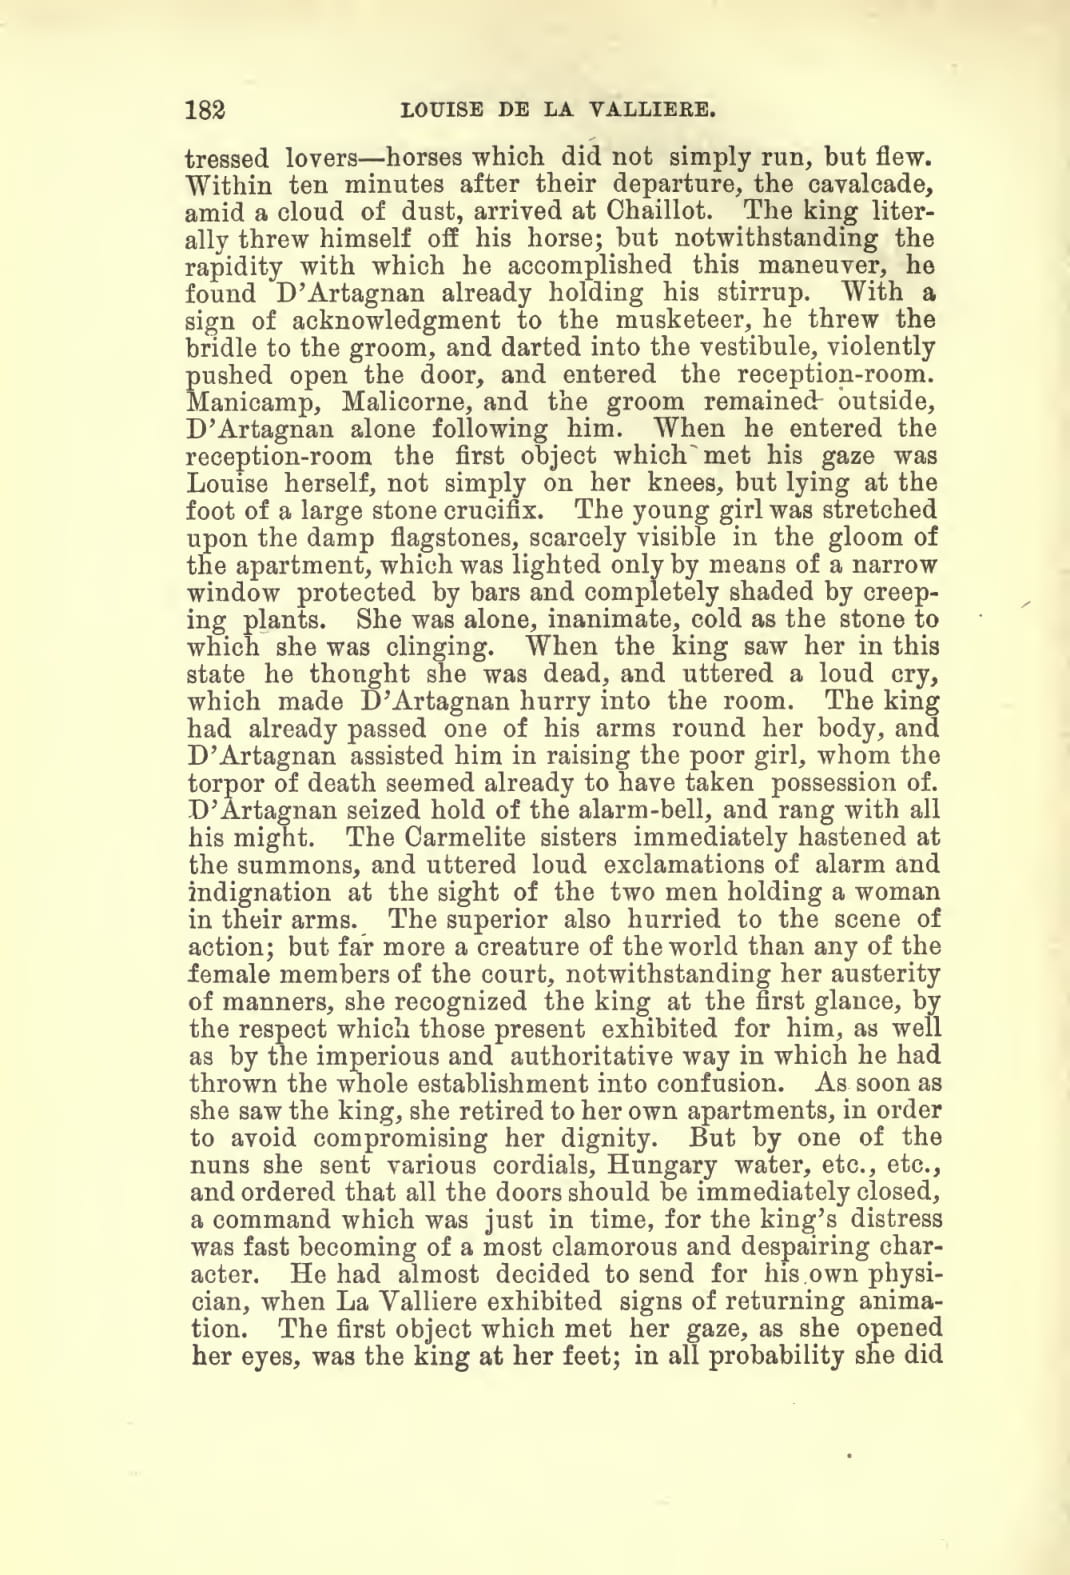 182 LOUISE DE LA VALLIERE.
tressed lovers—horses which did not simply run, but flew.
Within ten minutes after their departure, the cavalcade,
amid a cloud of dust, arrived at Chaillot. The king liter-
ally threw himself off his horse; but notwithstanding the
rapidity with which he accomplished this maneuver, he
found D'Artagnan already holding his stirrup. With a
sign of acknowledgment to the musketeer, he threw the
bridle to the groom, and darted into the vestibule, violently
pushed open the door, and entered the reception-room.
Manicamp, Malicorne, and the groom remained outside,
D'Artagnan alone following him. When he entered the
reception-room the first object which met his gaze was
Louise herself, not simply on her knees, but lying at the
foot of a large stone crucifix. The young girl was stretched
upon the damp flagstones, scarcely visible in the gloom of
the apartment, which was lighted only by means of a narrow
window protected by bars and completely shaded by creep-
ing plants. She was alone, inanimate, cold as the stone to
which she was clinging. When the king saw her in this
state he thought she was dead, and uttered a loud cry,
which made D'Artagnan hurry into the room. The king
had already passed one of his arms round her body, and
D'Artagnan assisted him in raising the poor girl, whom the
torpor of death seemed already to have taken possession of.
D'Artagnan seized hold of the alarm-bell, and rang with all
his might. The Carmelite sisters immediately hastened at
the summons, and uttered loud exclamations of alarm and
indignation at the sight of the two men holding a woman
in their arms. The superior also hurried to the scene of
action; but far more a creature of the world than any of the
female members of the court, notwithstanding her austerity
of manners, she recognized the king at the first glance, by
the respect which those present exhibited for him, as well
as by the imperious and authoritative way in which he had
thrown the whole establishment into confusion. As soon as
she saw the king, she retired to her own apartments, in order
to avoid compromising her dignity. But by one of the
nuns she sent various cordials, Hungary water, etc., etc.,
and ordered that all the doors should be immediately closed,
a command which was just in time, for the king's distress
was fast becoming of a most clamorous and despairing char-
acter. He had almost decided to send for his own physi-
cian, when La Valliere exhibited signs of returning anima-
tion. The first object which met her gaze, as she opened
her eyes, was the king at her feet; in all probability she did